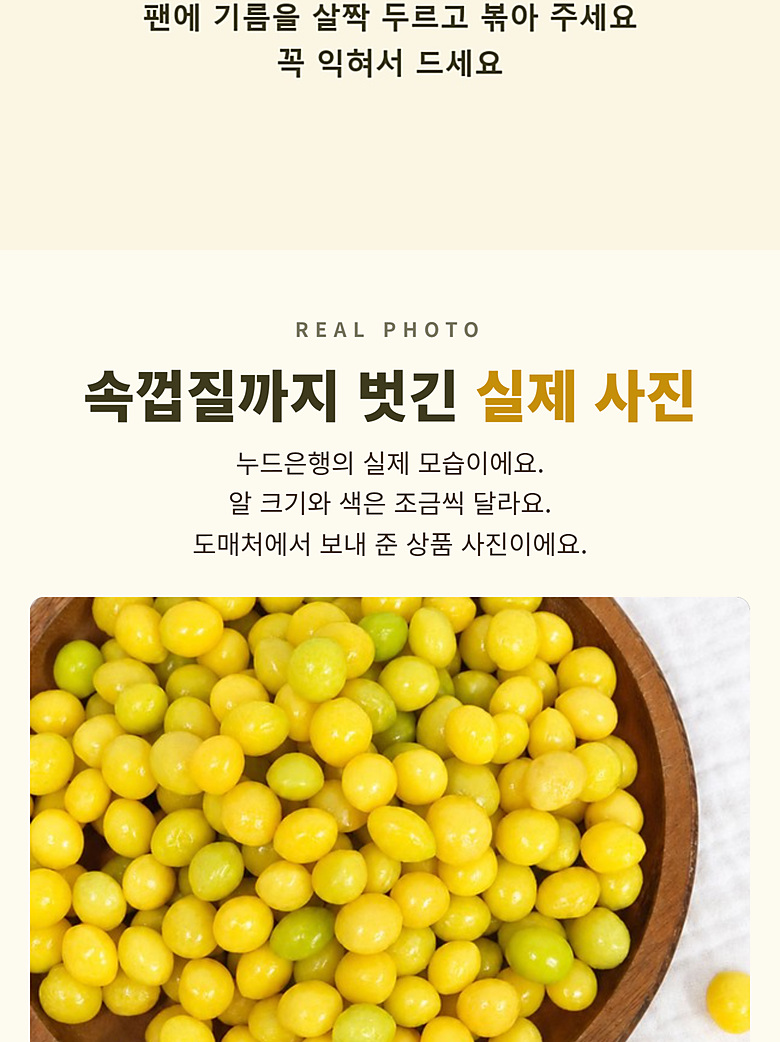 팬에 기름을 살짝 두르고 볶아 주세요
꼭 익혀서 드세요
REAL PHOTO
속껍질까지 벗긴 실제 사진
누드은행의 실제 모습이에요.
알 크기와 색은 조금씩 달라요.
도매처에서 보내 준 상품 사진이에요.